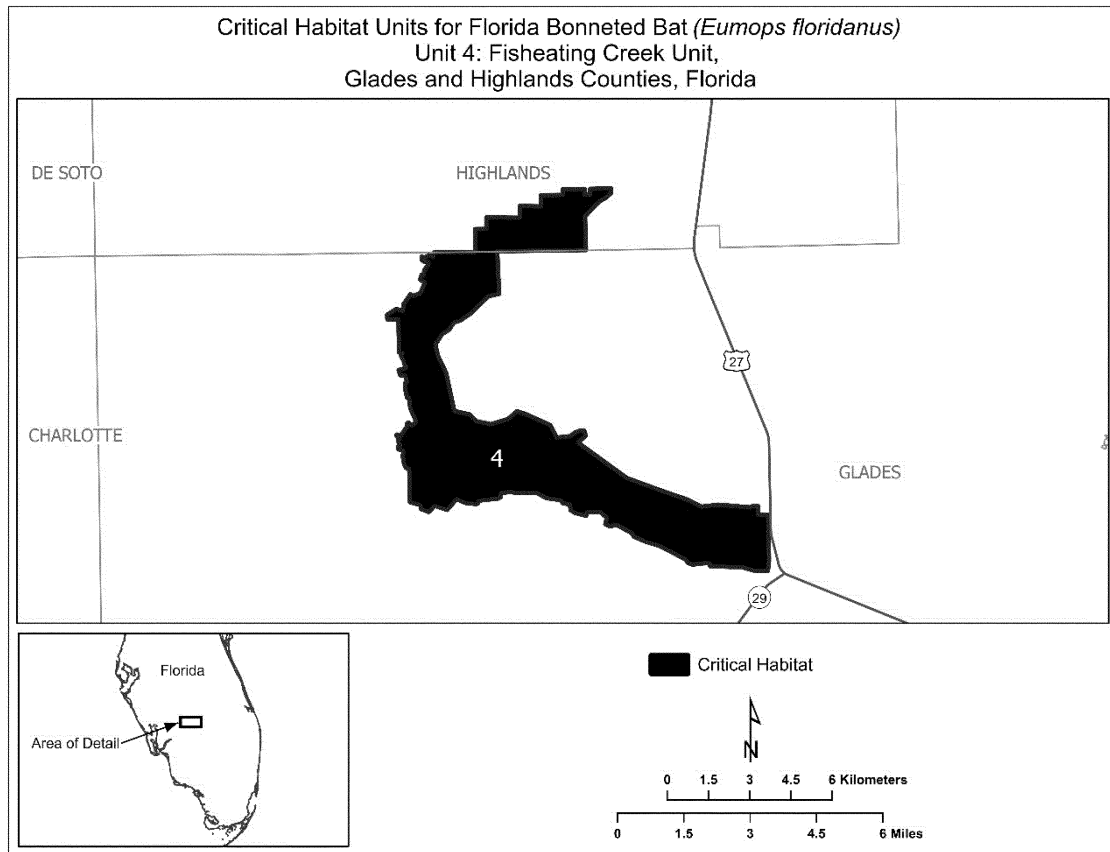 Critical Habitat Units for Florida Bonneted Bat (Eumops floridanus)
Unit 4: Fisheating Creek Unit,
Glades and Highlands Counties, Florida
DE SOTO
HIGHLANDS
27
CHARLOTTE
4
GLADES
29
Florida
Area of Detail
Critical Habitat
N
0 1.5 3 4.5 6 Kilometers
0 1.5 3 4.5 6 Miles